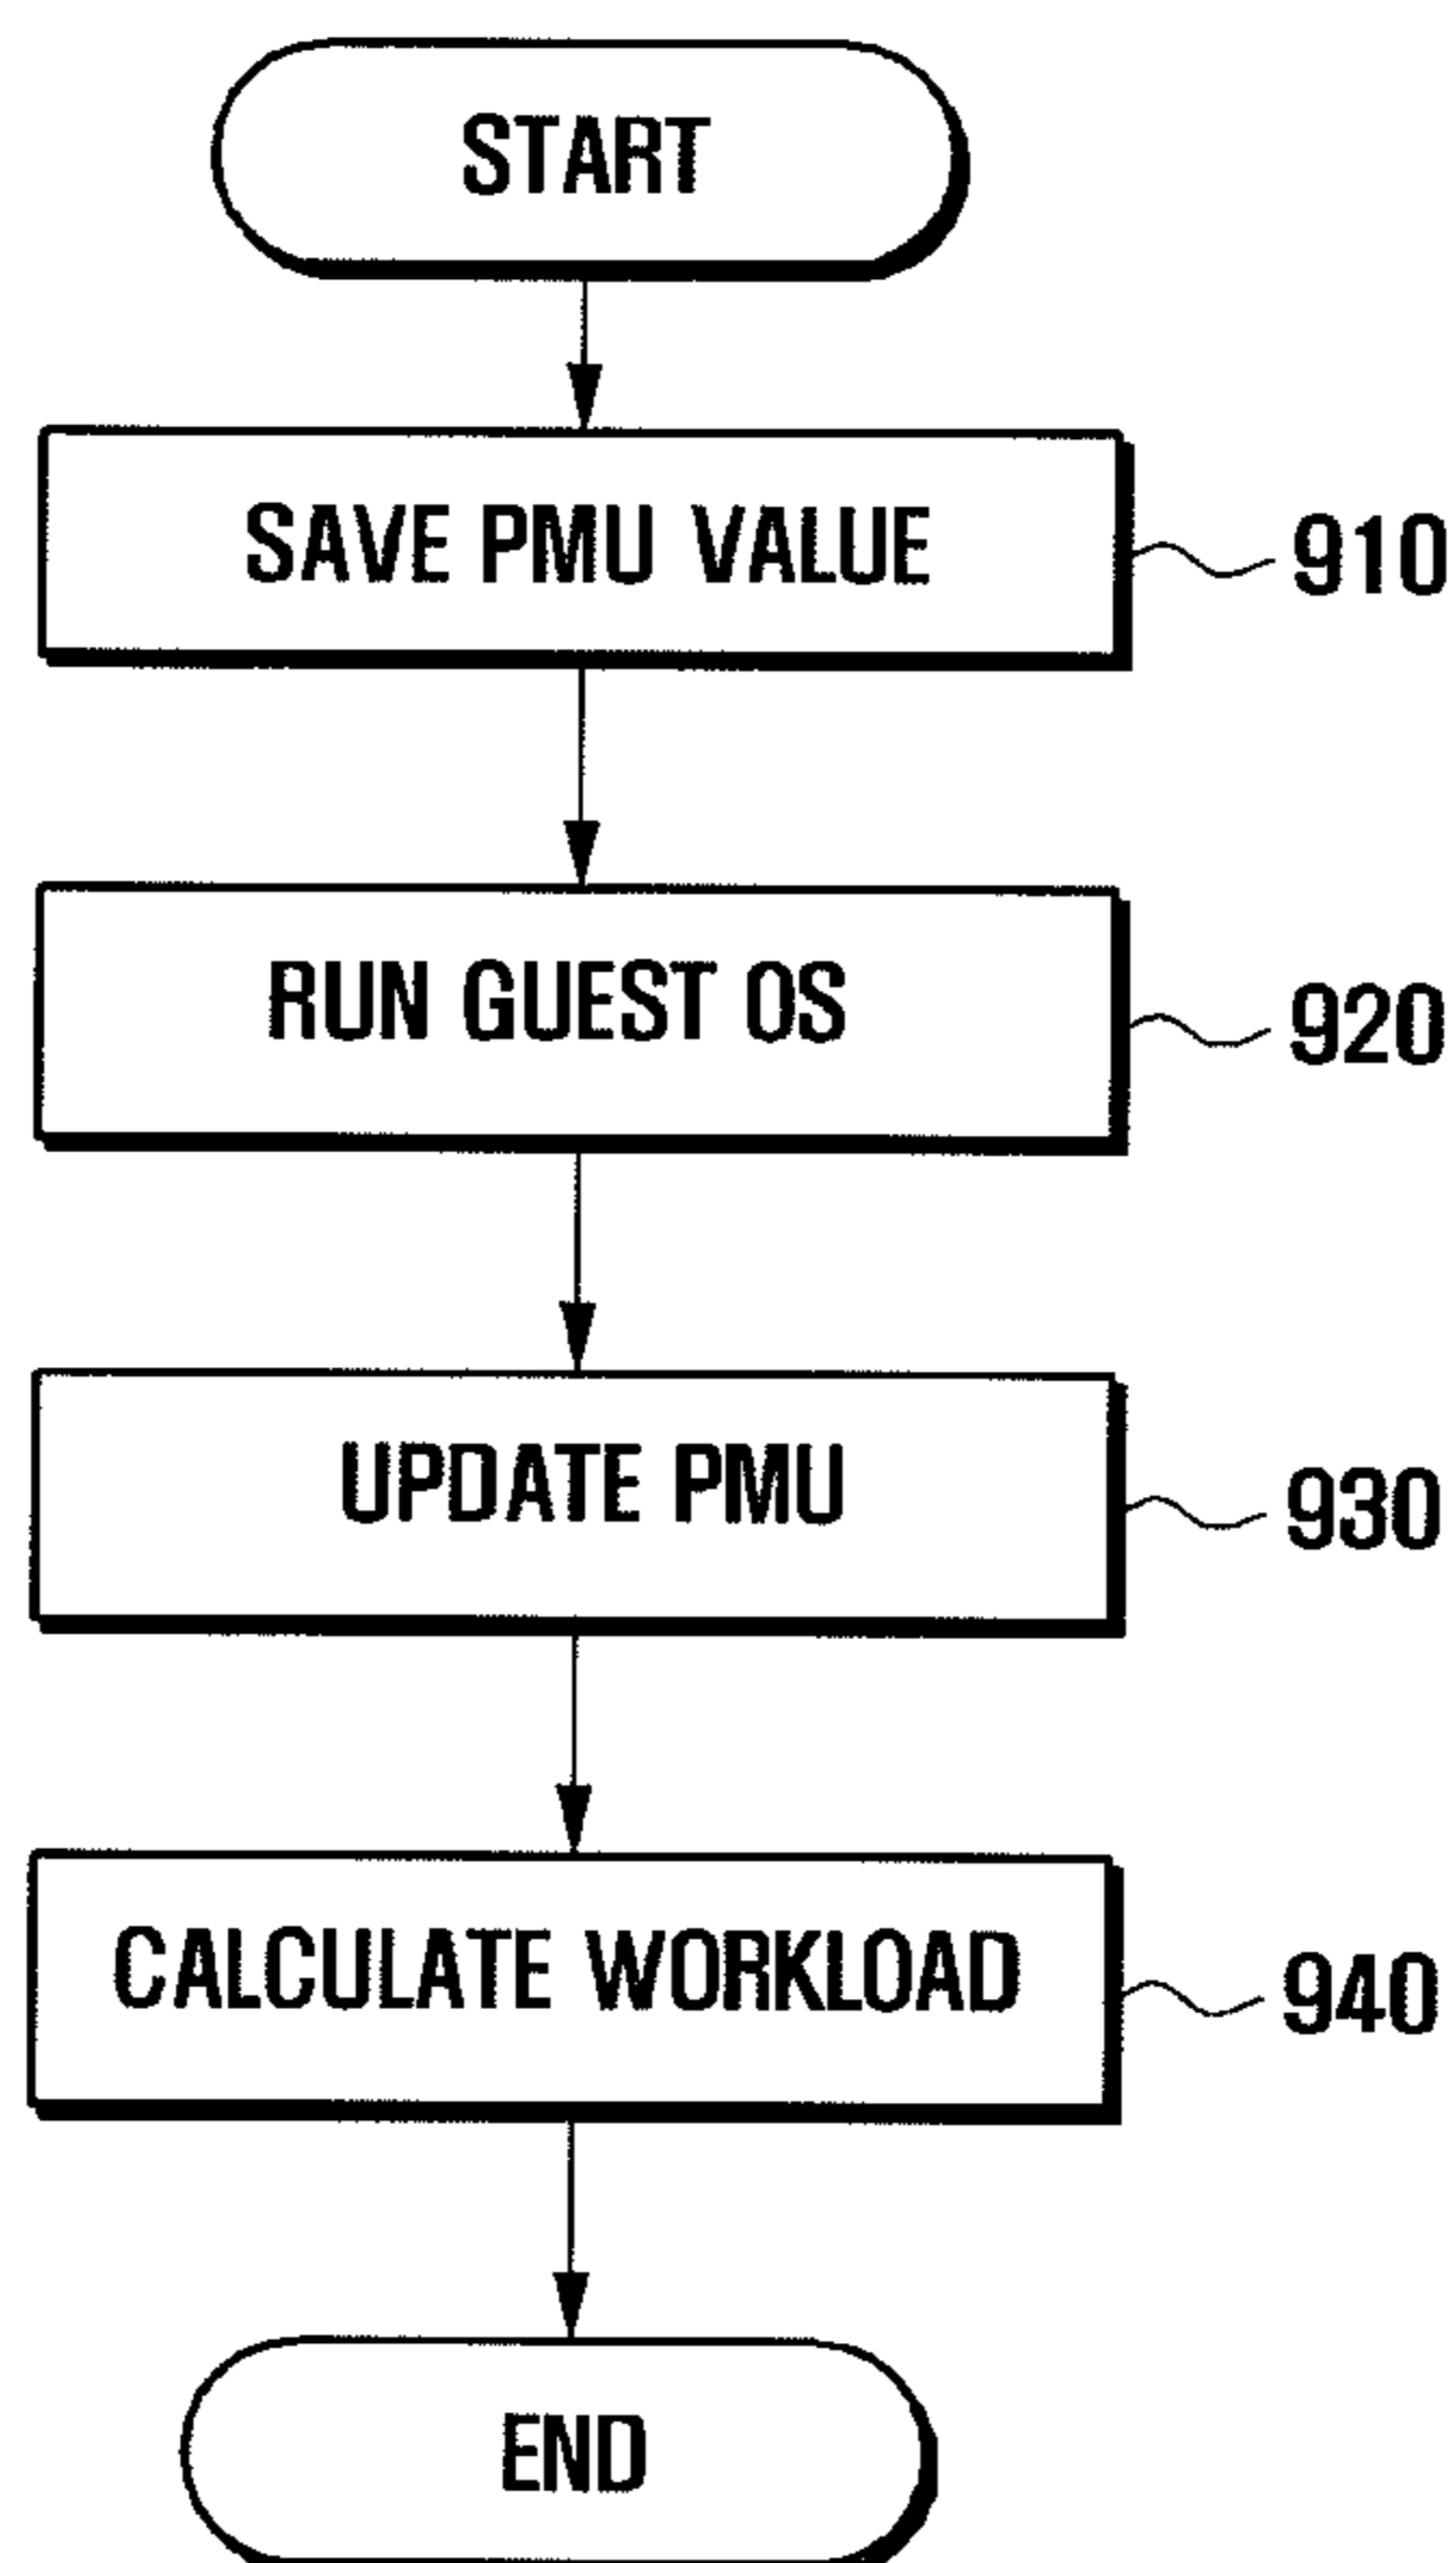 START
SAVE PMU VALUE
910
RUN GUEST OS
920
UPDATE PMU
930
CALCULATE WORKLOAD
940
END